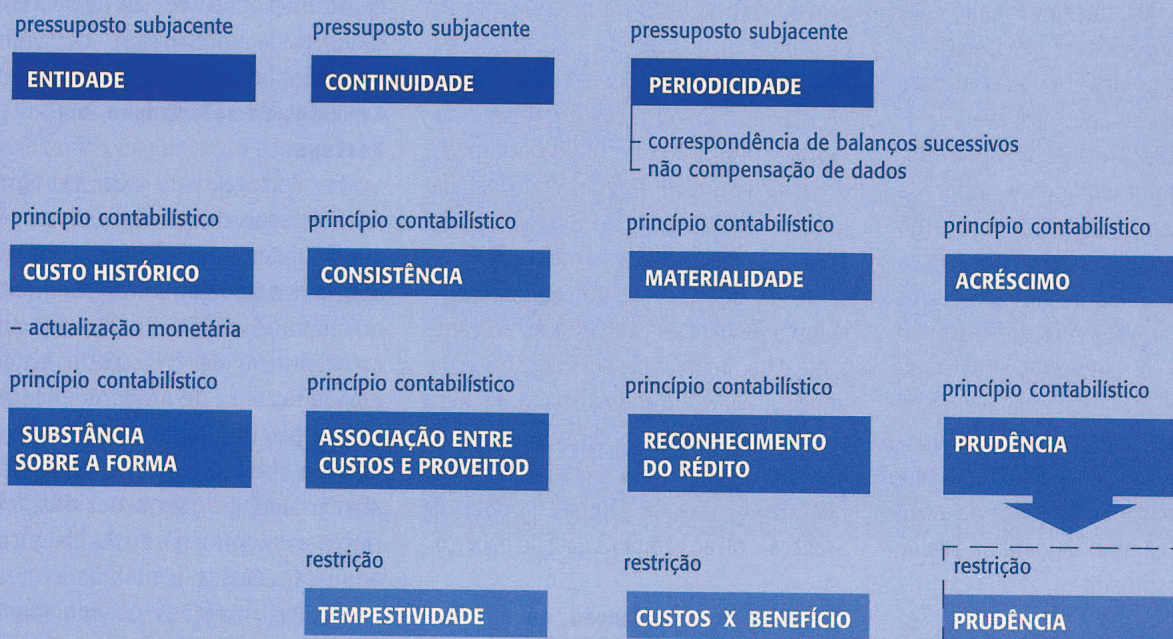 pressuposto subjacente
ENTIDADE
pressuposto subjacente
CONTINUIDADE
pressuposto subjacente
PERIODICIDADE
correspondência de balanços sucessivos
não compensação de dados
princípio contabilístico
CUSTO HISTÓRICO
– actualização monetária
princípio contabilístico
CONSISTÊNCIA
princípio contabilístico
MATERIALIDADE
princípio contabilístico
ACRÉSCIMO
princípio contabilístico
SUBSTÂNCIA
SOBRE A FORMA
princípio contabilístico
ASSOCIAÇÃO ENTRE
CUSTOS E PROVEITOD
princípio contabilístico
RECONHECIMENTO
DO RÉDITO
princípio contabilístico
PRUDÊNCIA
restrição
TEMPESTIVIDADE
restrição
CUSTOS X BENEFÍCIO
restrição
PRUDÊNCIA